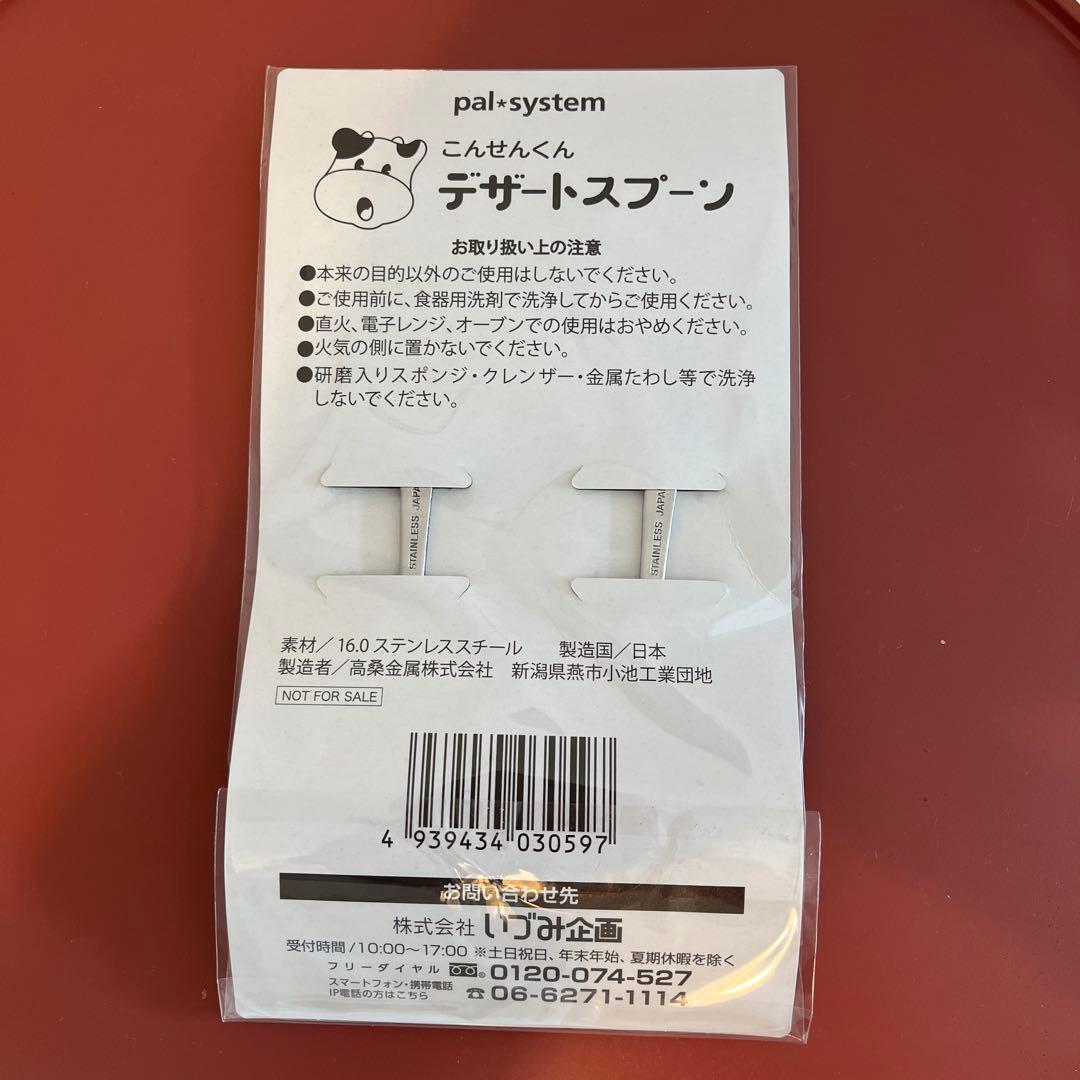 pal*system
こんせんくん
デザートスプーン
お取り扱い上の注意
●本来の目的以外のご使用はしないでください。
●ご使用前に、食器用洗剤で洗浄してからご使用ください。
●直火、電子レンジ、オーブンでの使用はおやめください。
●火気の側に置かないでください。
●研磨入りスポンジ・クレンザー・金属たわし等で洗浄
しないでください。
STAINLESS JAPA
STAINLESS JAPA
素材／16.0 ステンレススチール　製造国／日本
製造者／高桑金属株式会社　新潟県燕市小池工業団地
NOT FOR SALE
4 939434 030597
お問い合わせ先
株式会社 いづみ企画
受付時間/10:00〜17:00 ※土日祝日、年末年始、夏期休暇を除く
フリーダイヤル 0120-074-527
スマートフォン・携帯電話
IP電話の方はこちら ☎06-6271-1114